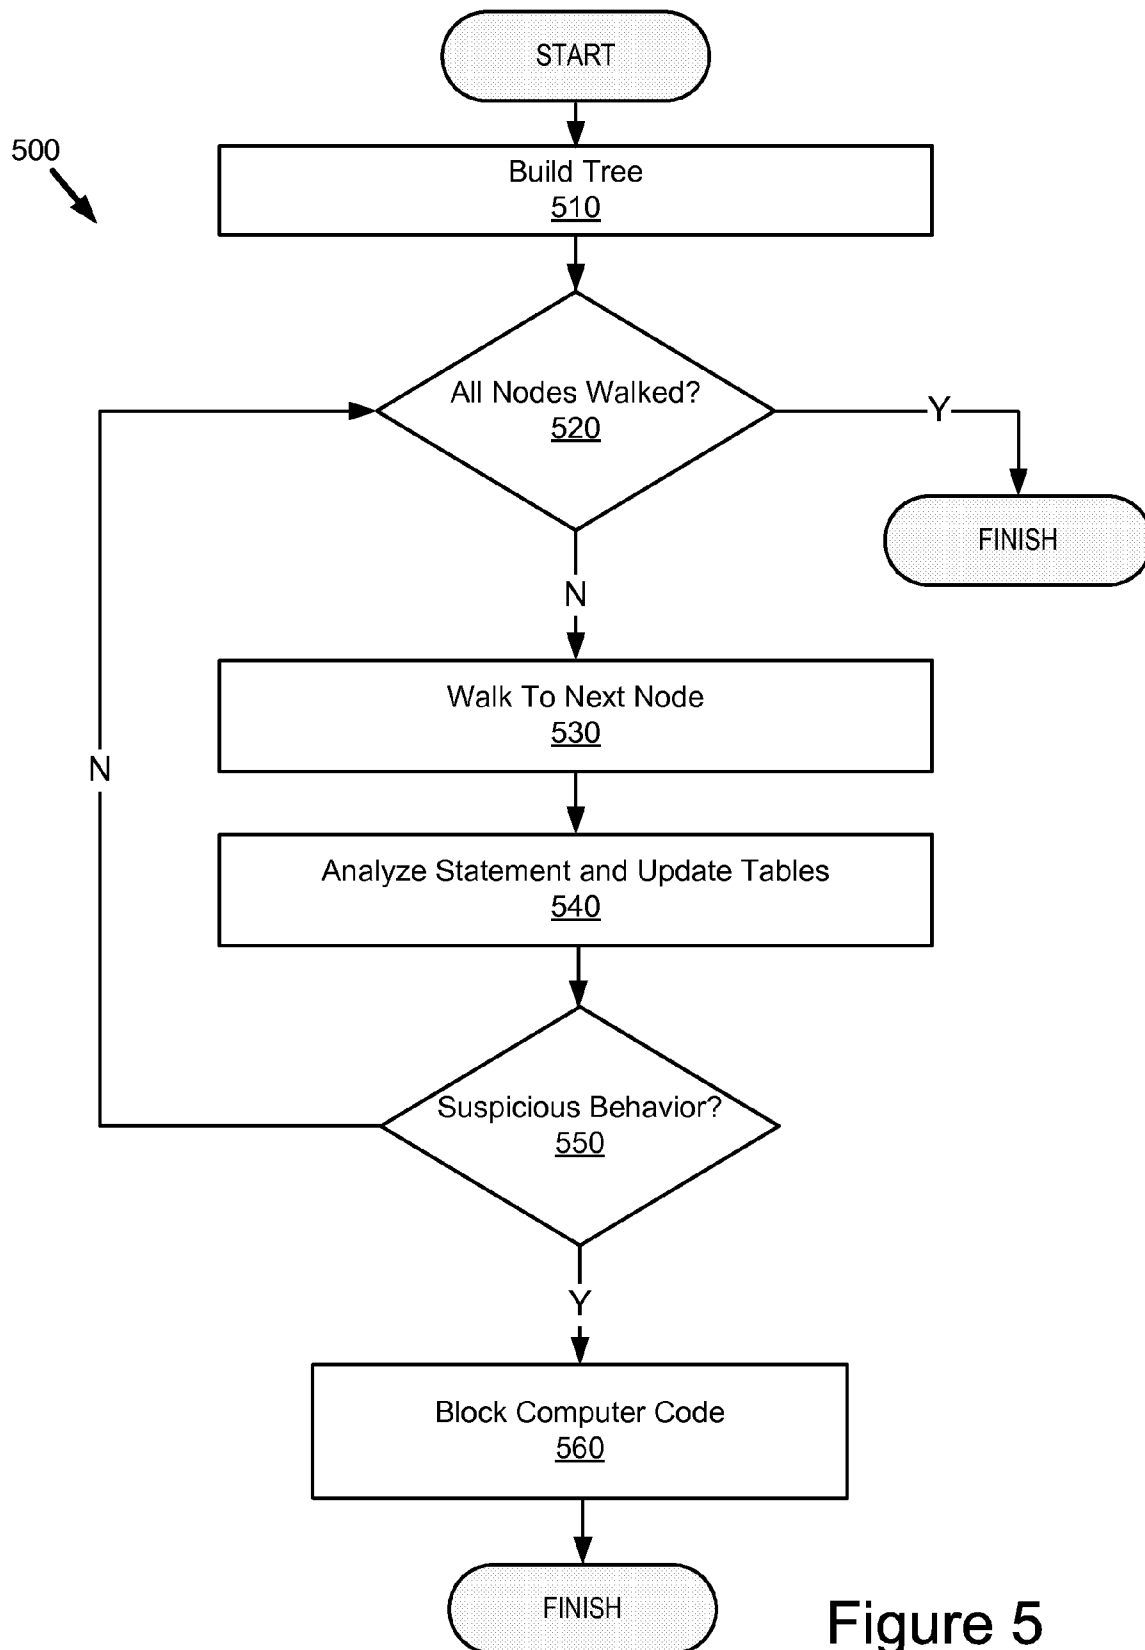 START
500
Build Tree
510
All Nodes Walked?
520
Y
FINISH
N
Walk To Next Node
530
N
Analyze Statement and Update Tables
540
Suspicious Behavior?
550
Y
Block Computer Code
560
FINISH
Figure 5